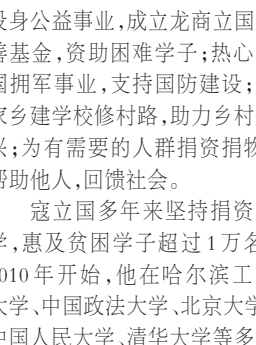 投身公益事业,成立龙商立国
善基金,资助困难学子;热心
国拥军事业,支持国防建设;
家乡建学校修村路,助力乡村
兴;为有需要的人群捐资捐物
帮助他人,回馈社会。
寇立国多年来坚持捐资
学,惠及贫困学子超过1万名
010年开始,他在哈尔滨工
大学、中国政法大学、北京大学
中国人民大学、清华大学等多